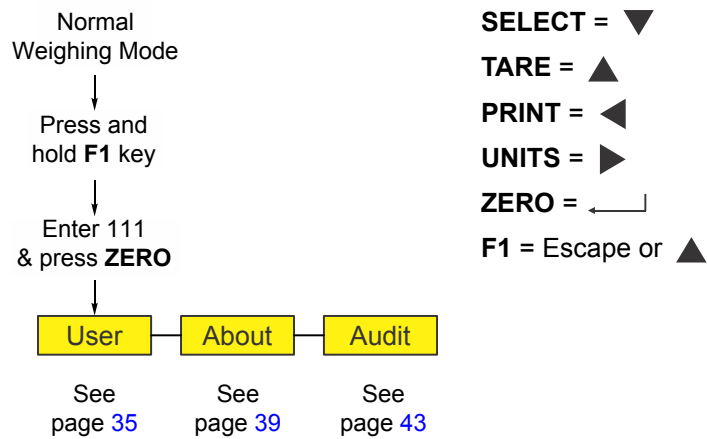 Normal
Weighing Mode
Press and
hold F1 key
Enter 111
& press ZERO
User
About
Audit
See
page 35
See
page 39
See
page 43
SELECT = ▼
TARE = ▲
PRINT = ◀
UNITS = ▶
ZERO = ↵
F1 = Escape or ▲